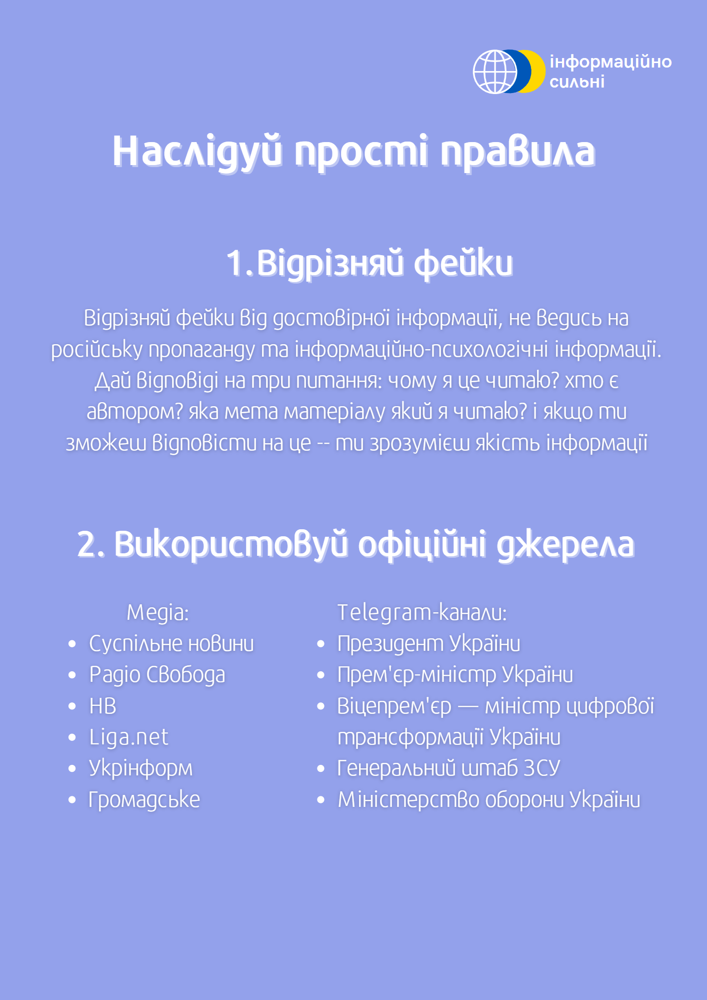 інформаційно
сильні
Наслідуй прості правила
1. Відрізняй фейки
Відрізняй фейки від достовірної інформації, не ведись на
російську пропаганду та інформаційно-психологічні інформації.
Дай відповіді на три питання: чому я це читаю? хто є
автором? яка мета матеріалу який я читаю? і якщо ти
зможеш відповісти на це -- ти зрозумієш якість інформації
2. Використовуй офіційні джерела
Медіа:
• Суспільне новини
• Радіо Свобода
• НВ
• Liga.net
• Укрінформ
• Громадське
Telegram-канали:
• Президент України
• Прем'єр-міністр України
• Віцепрем'єр — міністр цифрової
трансформації України
• Генеральний штаб ЗСУ
• Міністерство оборони України